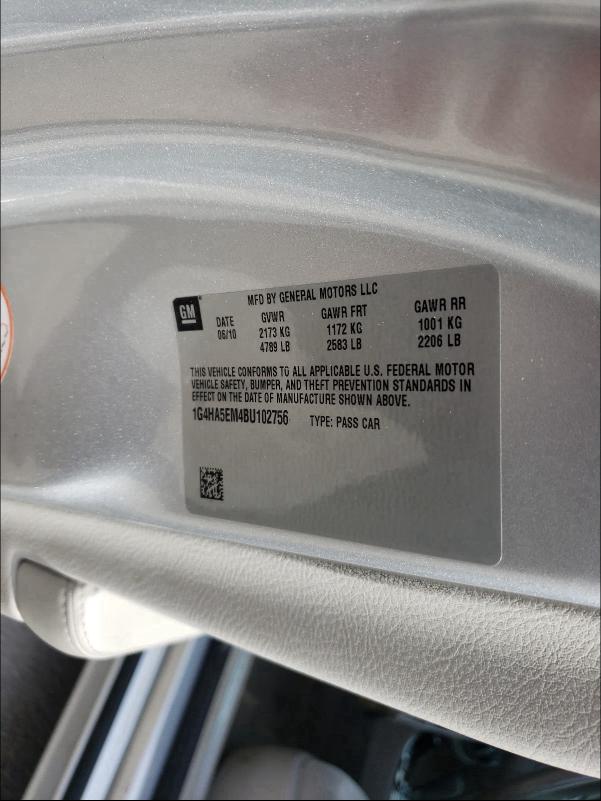 GM MFD BY GENERAL MOTORS LLC
DATE GVWR GAWR FRT GAWR RR
06/10 2173 KG 1172 KG 1001 KG
4789 LB 2583 LB 2206 LB
THIS VEHICLE CONFORMS TO ALL APPLICABLE U.S. FEDERAL MOTOR
VEHICLE SAFETY, BUMPER, AND THEFT PREVENTION STANDARDS IN
EFFECT ON THE DATE OF MANUFACTURE SHOWN ABOVE.
1G4HA5EM4BU102756 TYPE: PASS CAR